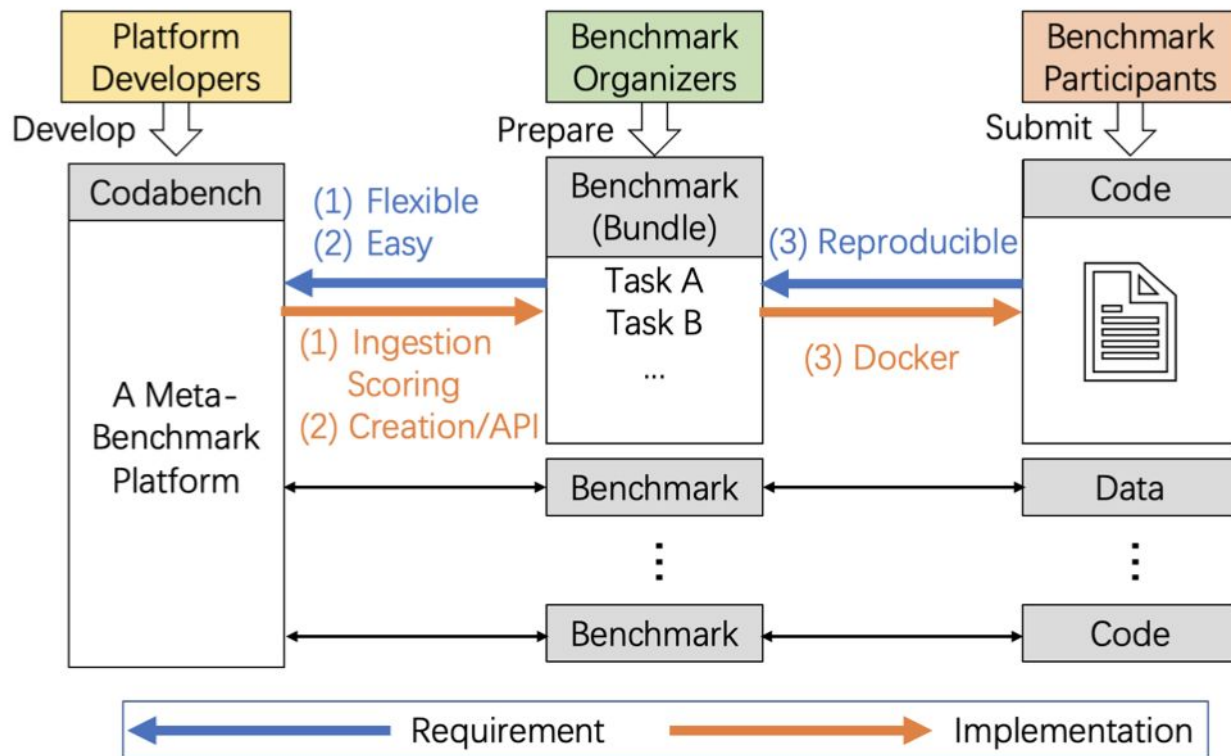 Platform
Developers
Benchmark
Organizers
Benchmark
Participants
Develop
Prepare
Submit
Codabench
A Meta-
Benchmark
Platform
(1) Flexible
(2) Easy
(1) Ingestion
Scoring
(2) Creation/API
Benchmark
(Bundle)
Task A
Task B
...
(3) Reproducible
(3) Docker
Code
Benchmark
Data
Benchmark
Code
Requirement
Implementation